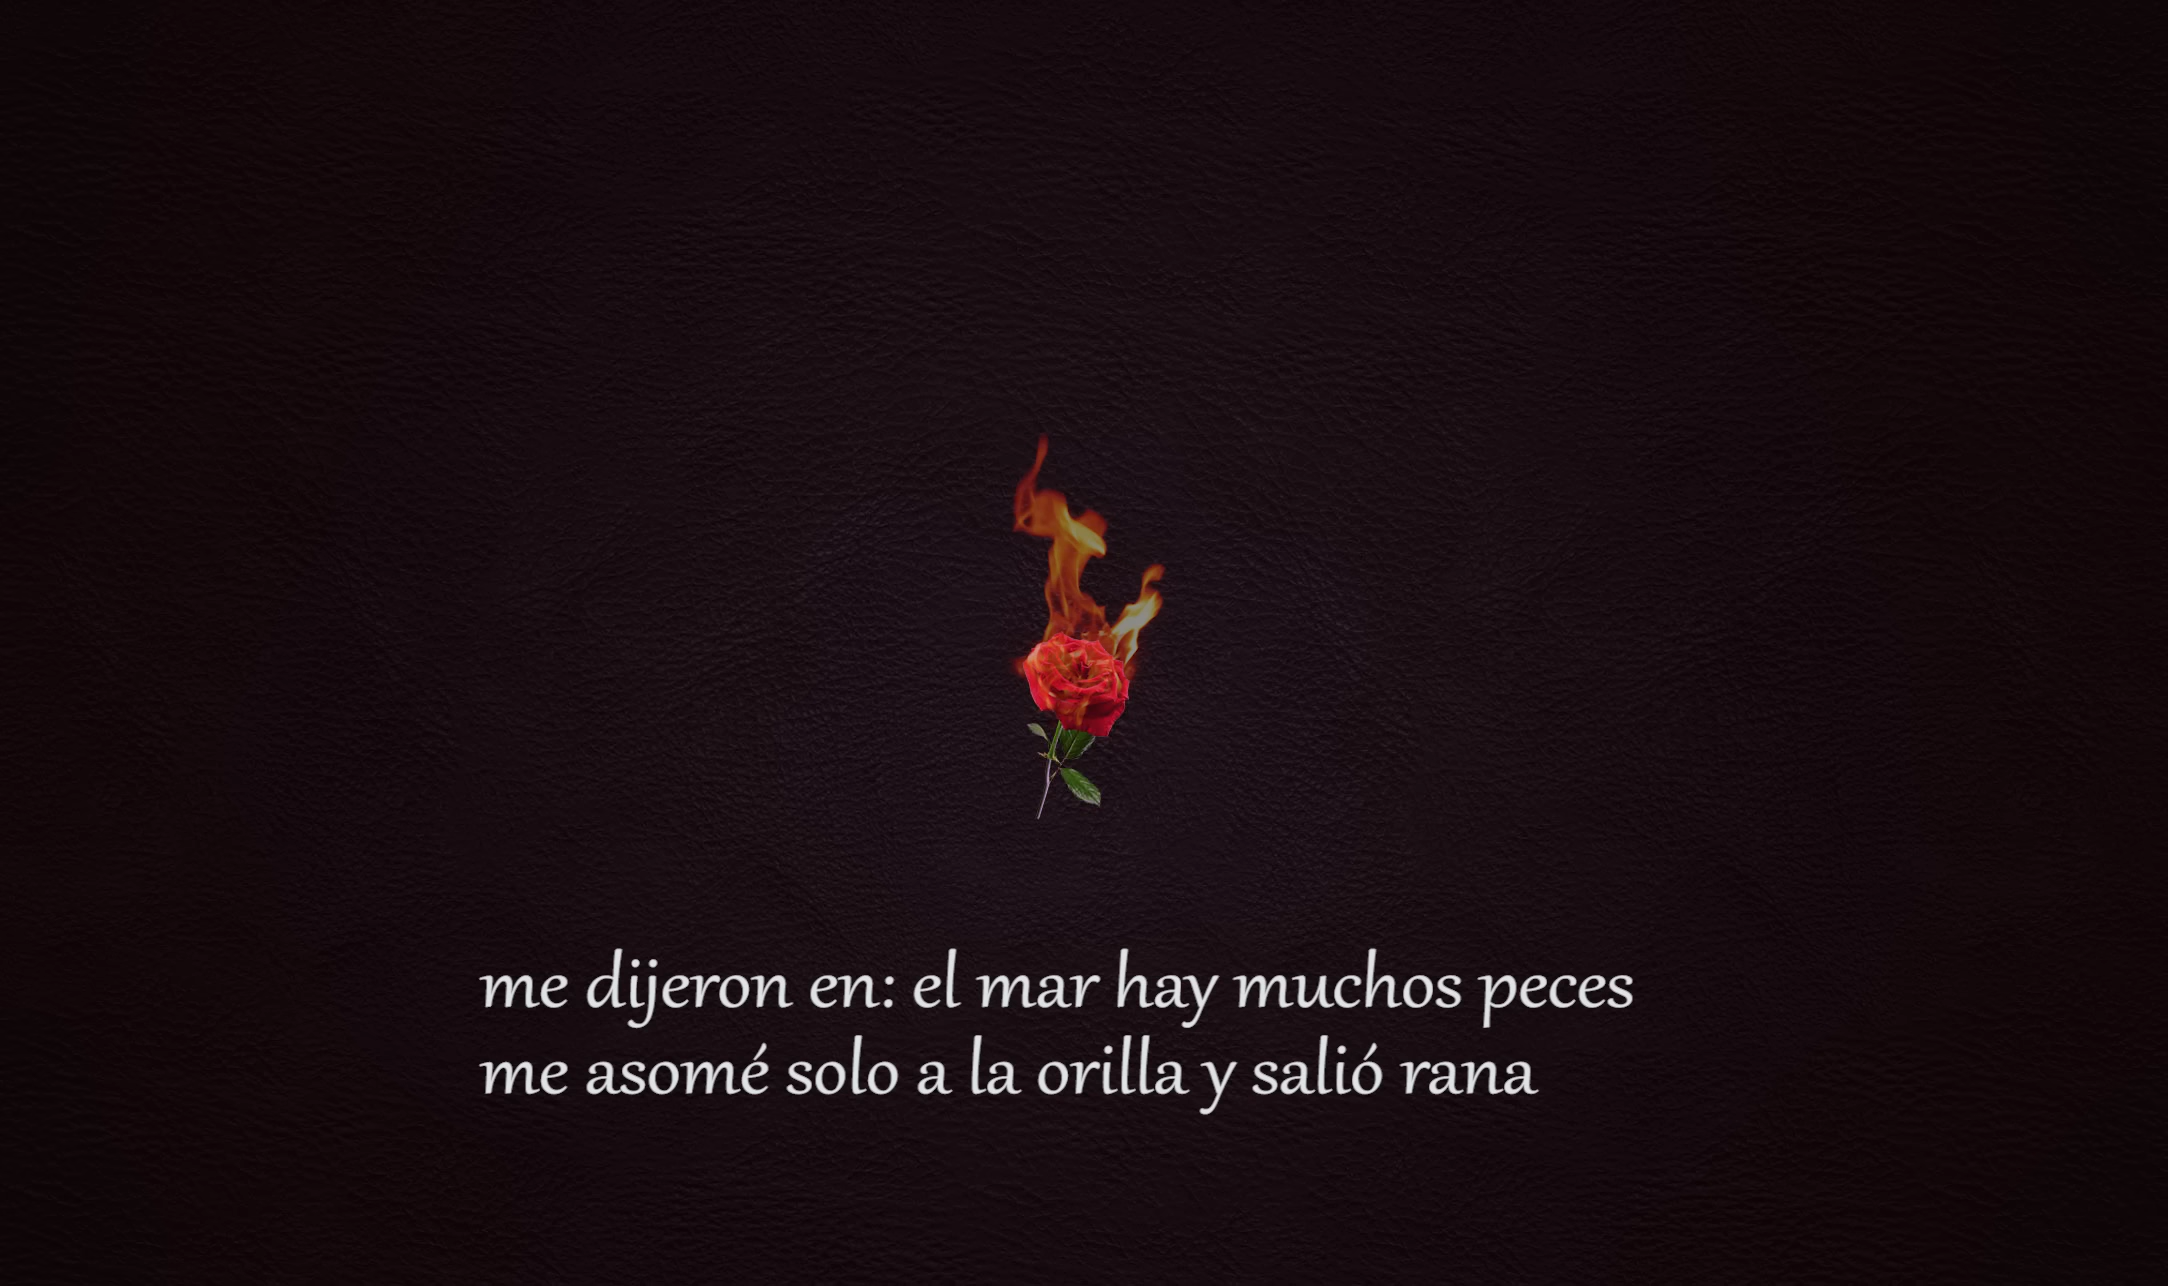 me dijeron en: el mar hay muchos peces
me asomé solo a la orilla y salió rana